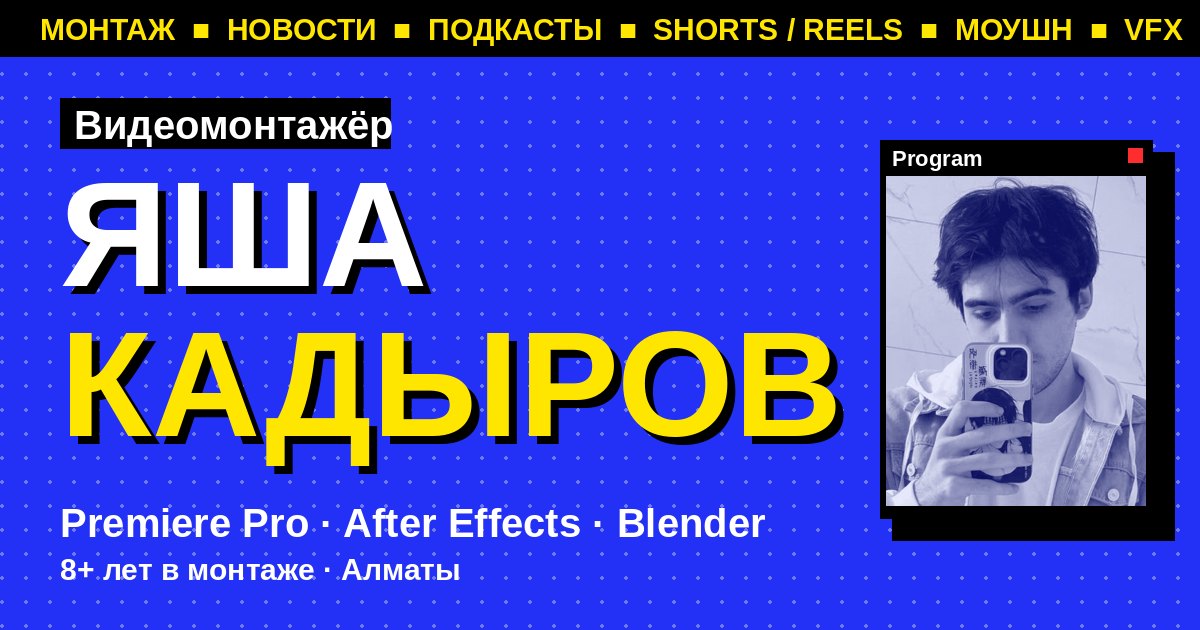 МОНТАЖ ■ НОВОСТИ ■ ПОДКАСТЫ ■ SHORTS / REELS ■ МОУШН ■ VFX
Видеомонтажёр
ЯША
КАДЫРОВ
Program
Premiere Pro · After Effects · Blender
8+ лет в монтаже · Алматы